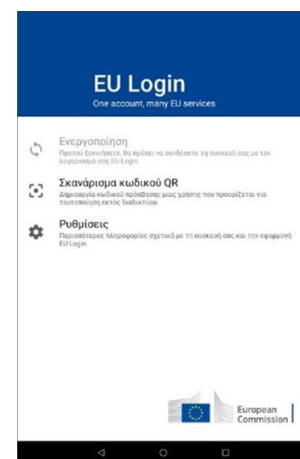 EU Login
One account, many EU services
Ενεργοποίηση
Προτού ξεκινήσετε, θα πρέπει να συνδέσετε τη συσκευή σας με τον
λογαριασμό σας EU Login.
Σκανάρισμα κωδικού QR
Δημιουργία κωδικού πρόσβασης μιας χρήσης που προορίζεται για
ταυτοποίηση εκτός διαδικτύου.
Ρυθμίσεις
Περισσότερες πληροφορίες σχετικά με τη συσκευή σας και την εφαρμογή
EU Login.
European
Commission